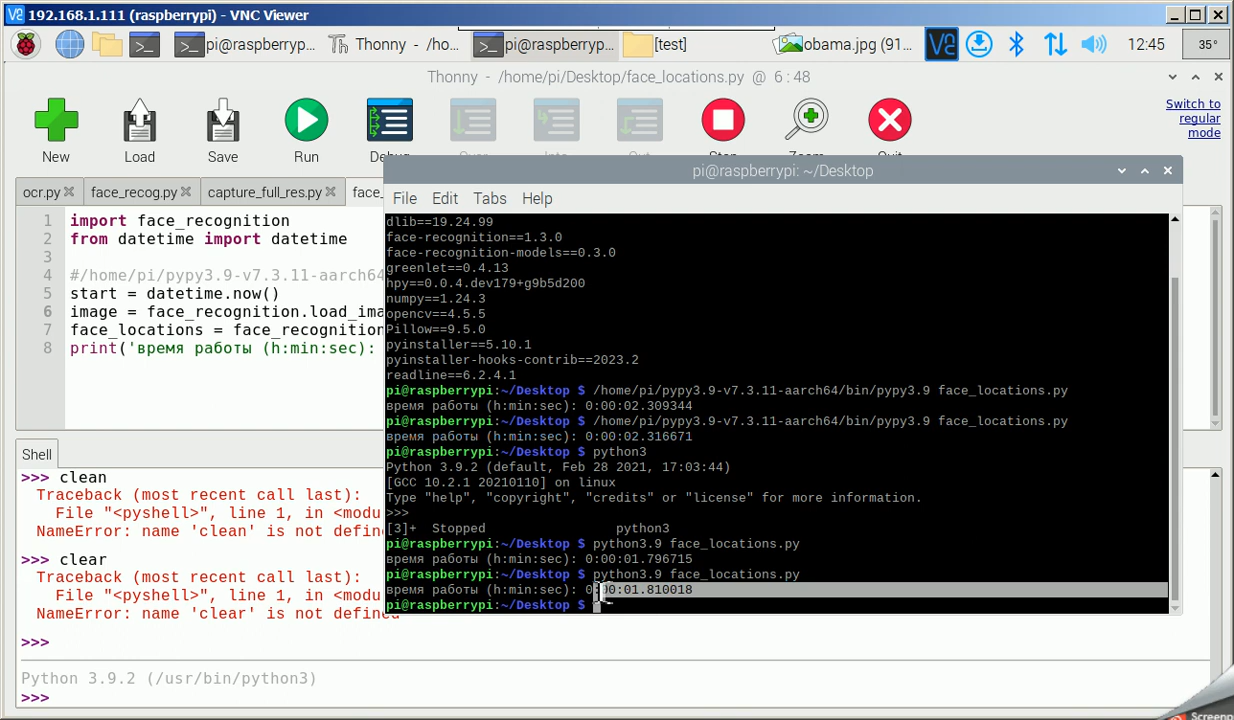 192.168.1.111 (raspberrypi) - VNC Viewer
pi@raspberryp...
Thonny - /ho...
pi@raspberryp...
[test]
obama.jpg (91...
12:45
35°
Thonny - /home/pi/Desktop/face_locations.py @ 6 : 48
New
Load
Save
Run
Stop
Zoom
Quit
Switch to
regular
mode
ocr.py
face_recog.py
capture_full_res.py
face_
1 import face_recognition
2 from datetime import datetime
3
4 #/home/pi/pypy3.9-v7.3.11-aarch64
5 start = datetime.now()
6 image = face_recognition.load_ima
7 face_locations = face_recognition
8 print('время работы (h:min:sec):
pi@raspberrypi: ~/Desktop
File Edit Tabs Help
dlib==19.24.99
face-recognition==1.3.0
face-recognition-models==0.3.0
greenlet==0.4.13
hpy==0.0.4.dev179+g9b5d200
numpy==1.24.3
opencv==4.5.5
Pillow==9.5.0
pyinstaller==5.10.1
pyinstaller-hooks-contrib==2023.2
readline==6.2.4.1
pi@raspberrypi:~/Desktop $ /home/pi/pypy3.9-v7.3.11-aarch64/bin/pypy3.9 face_locations.py
время работы (h:min:sec): 0:00:02.309344
pi@raspberrypi:~/Desktop $ /home/pi/pypy3.9-v7.3.11-aarch64/bin/pypy3.9 face_locations.py
время работы (h:min:sec): 0:00:02.316671
pi@raspberrypi:~/Desktop $ python3
Python 3.9.2 (default, Feb 28 2021, 17:03:44)
[GCC 10.2.1 20210110] on linux
Type "help", "copyright", "credits" or "license" for more information.
>>>
[3]+ Stopped python3
pi@raspberrypi:~/Desktop $ python3.9 face_locations.py
время работы (h:min:sec): 0:00:01.796715
pi@raspberrypi:~/Desktop $ python3.9 face_locations.py
время работы (h:min:sec): 0:00:01.810018
pi@raspberrypi:~/Desktop $
Shell
>>> clean
Traceback (most recent call last):
File "<pyshell>", line 1, in <modu
NameError: name 'clean' is not define
>>> clear
Traceback (most recent call last):
File "<pyshell>", line 1, in <modu
NameError: name 'clear' is not defined
>>>
Python 3.9.2 (/usr/bin/python3)
>>>